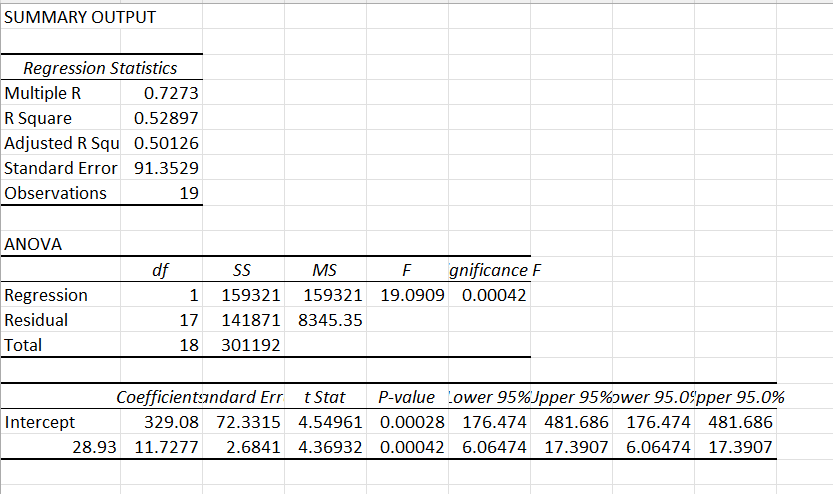 SUMMARY OUTPUT
Regression Statistics
Multiple R 0.7273
R Square 0.52897
Adjusted R Squ 0.50126
Standard Error 91.3529
Observations 19
ANOVA
df SS MS F gnificance F
Regression 1 159321 159321 19.0909 0.00042
Residual 17 141871 8345.35
Total 18 301192
Coefficients andard Err t Stat P-value Lower 95% Upper 95% ower 95.0% pper 95.0%
Intercept 329.08 72.3315 4.54961 0.00028 176.474 481.686 176.474 481.686
28.93 11.7277 2.6841 4.36932 0.00042 6.06474 17.3907 6.06474 17.3907